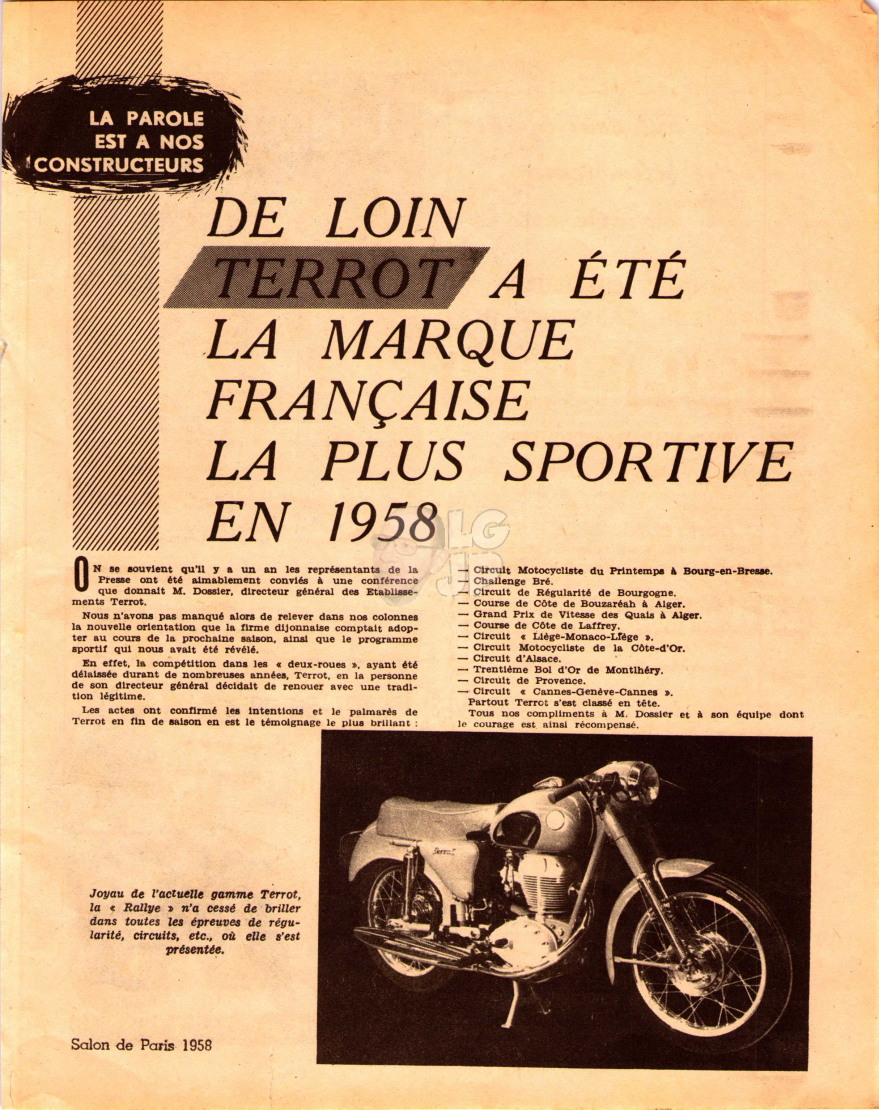 LA PAROLE
EST A NOS
CONSTRUCTEURS
DE LOIN
TERROT A ÉTÉ
LA MARQUE
FRANÇAISE
LA PLUS SPORTIVE
EN 1958
ON se souvient qu'il y a un an les représentants de la
Presse ont été aimablement conviés à une conférence
que donnait M. Dossier, directeur général des Etablisse-
ments Terrot.
Nous n'avons pas manqué alors de relever dans nos colonnes
la nouvelle orientation que la firme dijonnaise comptait adop-
ter au cours de la prochaine saison, ainsi que le programme
sportif qui nous avait été révélé.
En effet, la compétition dans les « deux-roues », ayant été
délaissée durant de nombreuses années, Terrot, en la personne
de son directeur général décidait de renouer avec une tradi-
tion légitime.
Les actes ont confirmé les intentions et le palmarès de
Terrot en fin de saison en est le témoignage le plus brillant :
— Circuit Motocycliste du Printemps à Bourg-en-Bresse.
— Challenge Bré.
— Circuit de Régularité de Bourgogne.
— Course de Côte de Bouzaréah à Alger.
— Grand Prix de Vitesse des Quais à Alger.
— Course de Côte de Laffrey.
— Circuit « Liège-Monaco-Liège ».
— Circuit Motocycliste de la Côte-d'Or.
— Circuit d'Alsace.
— Trentième Bol d'Or de Montlhéry.
— Circuit de Provence.
— Circuit « Cannes-Genève-Cannes ».
Partout Terrot s'est classé en tête.
Tous nos compliments à M. Dossier et à son équipe dont
le courage est ainsi récompensé.
LG
JP
Terrot
Joyau de l'actuelle gamme Terrot,
la « Rallye » n'a cessé de briller
dans toutes les épreuves de régu-
larité, circuits, etc., où elle s'est
présentée.
Salon de Paris 1958